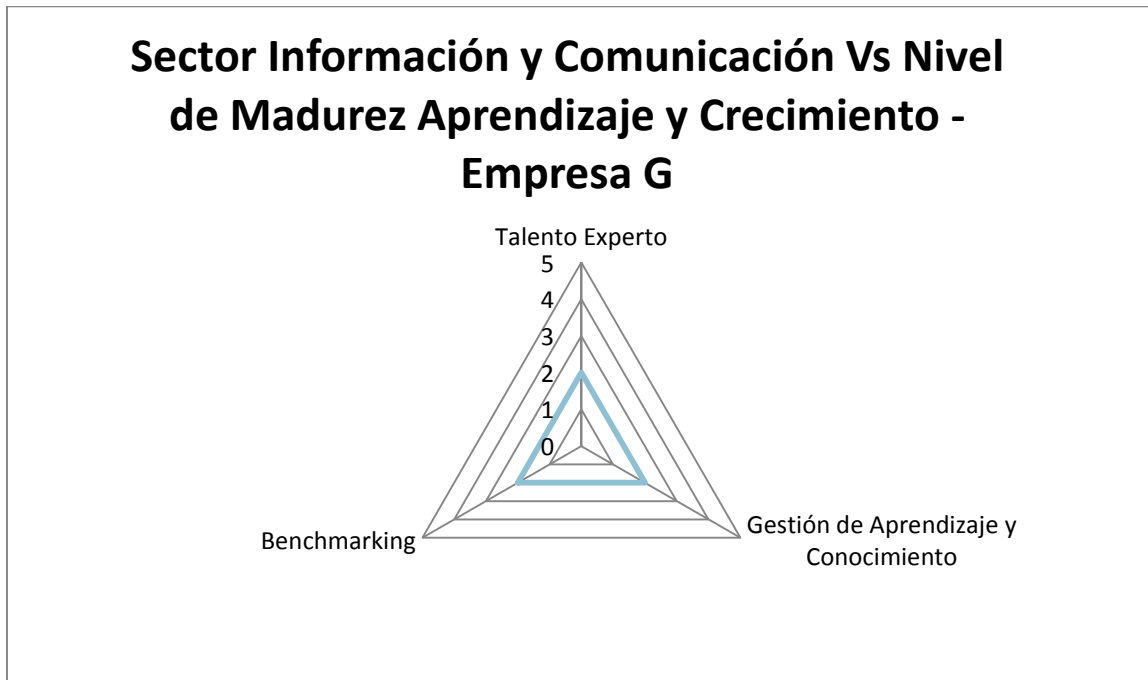 Sector Información y Comunicación Vs Nivel
de Madurez Aprendizaje y Crecimiento -
Empresa G
Talento Experto
5
4
3
2
1
0
Benchmarking
Gestión de Aprendizaje y
Conocimiento